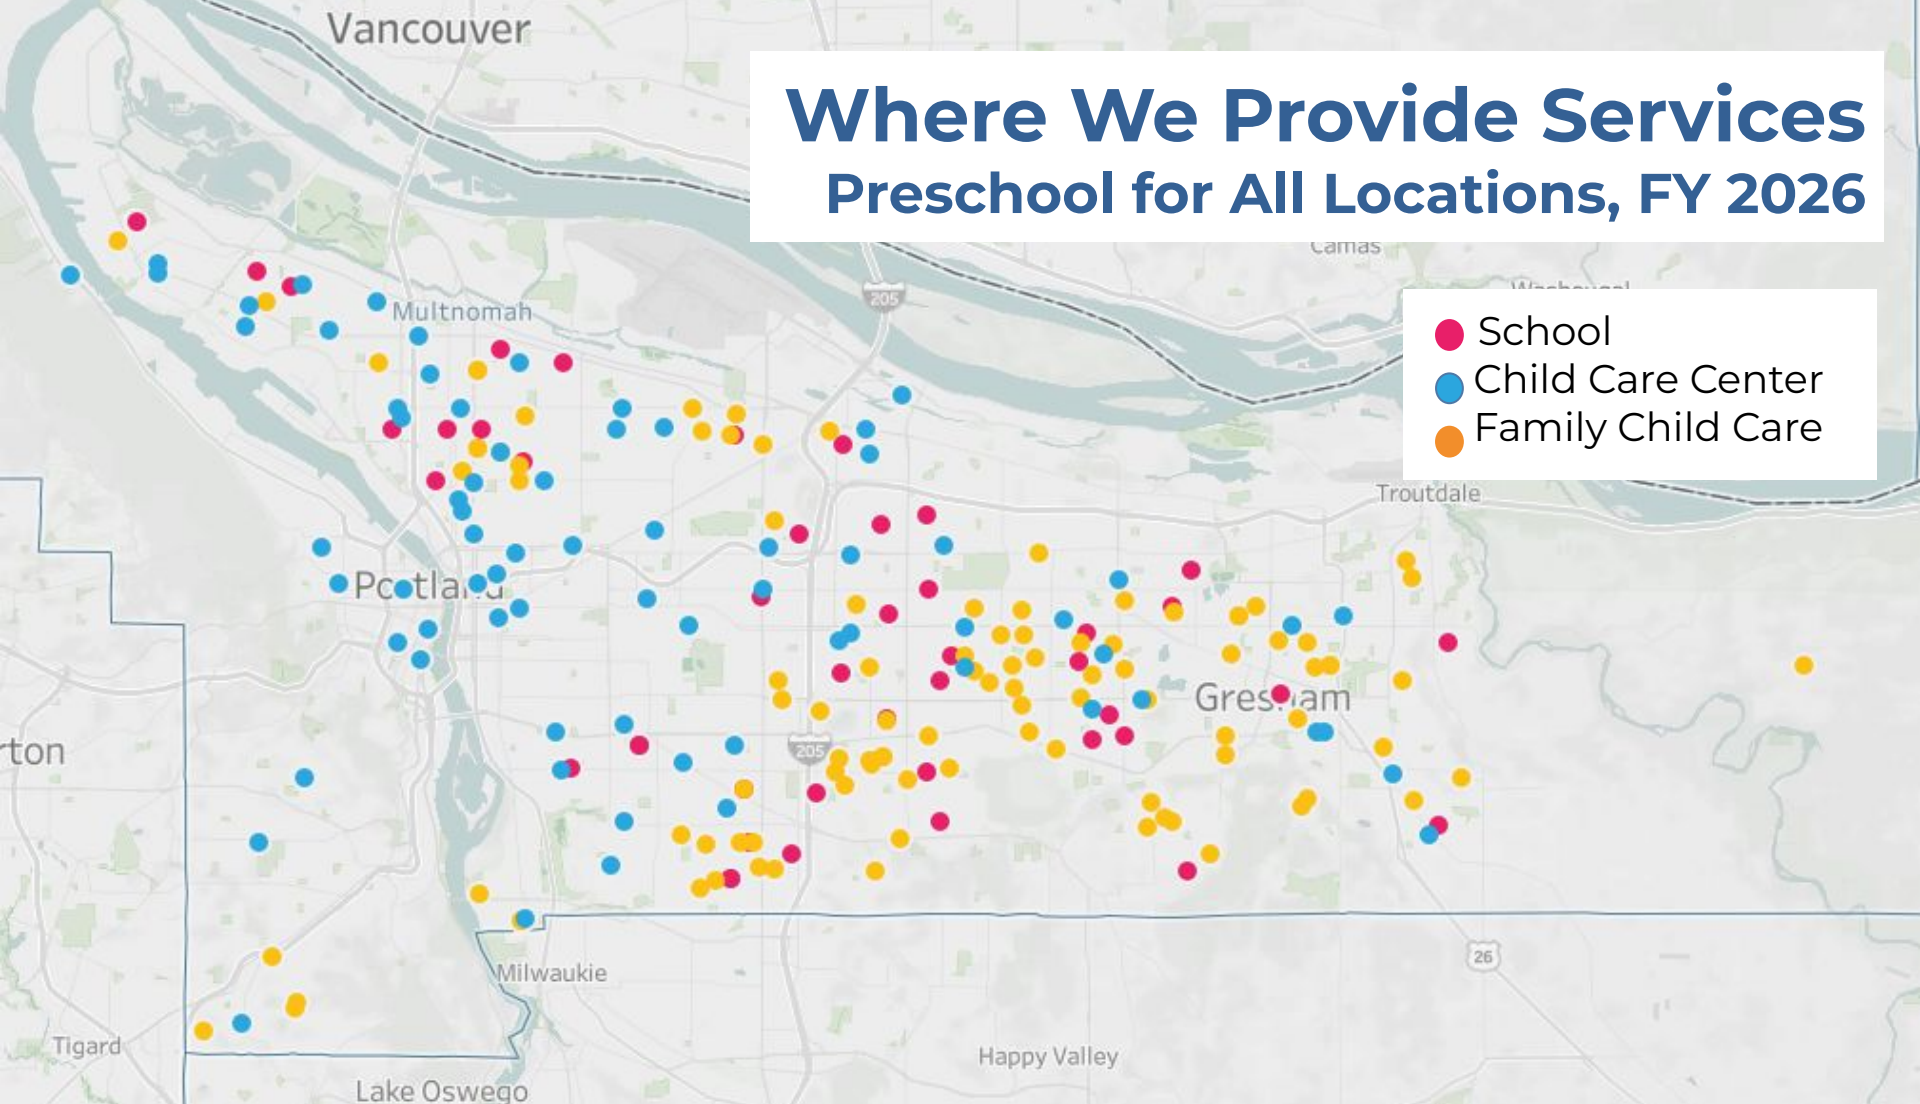 Vancouver
Where We Provide Services
Preschool for All Locations, FY 2026
Camas
205
Multnomah
School
Child Care Center
Family Child Care
Troutdale
Gresham
rton
205
26
Milwaukie
Tigard
Happy Valley
Lake Oswego